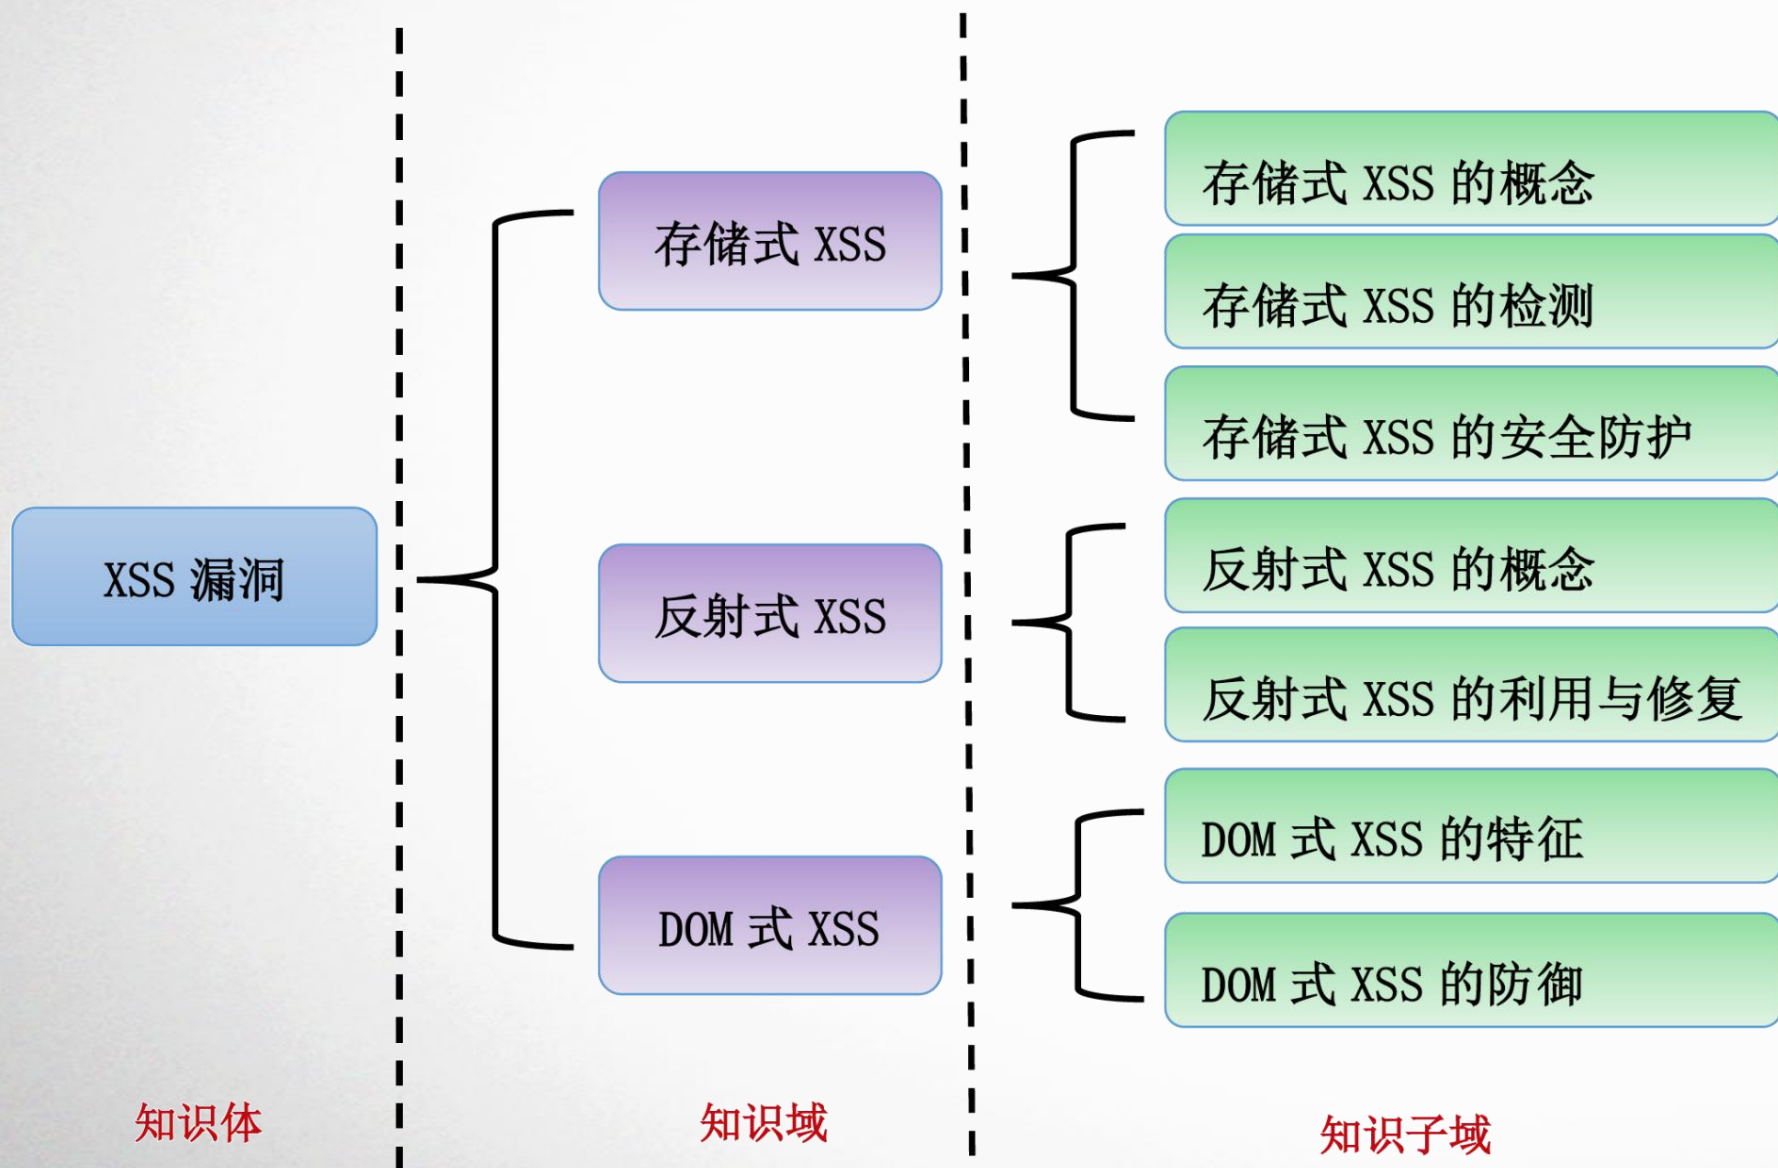 XSS 漏洞
存储式 XSS
反射式 XSS
DOM 式 XSS
存储式 XSS 的概念
存储式 XSS 的检测
存储式 XSS 的安全防护
反射式 XSS 的概念
反射式 XSS 的利用与修复
DOM 式 XSS 的特征
DOM 式 XSS 的防御
知识体
知识域
知识子域